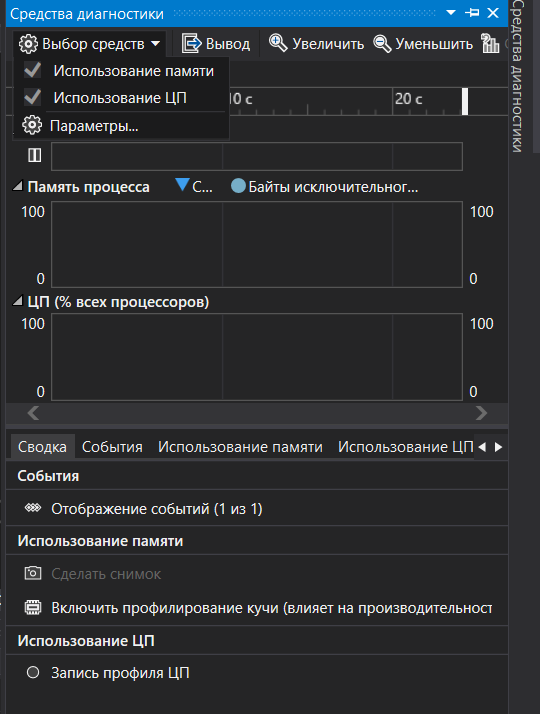 Средства диагностики
Выбор средств
Вывод
Увеличить
Уменьшить
Использование памяти
Использование ЦП
Параметры...
20 с
Память процесса
С...
Байты исключительног...
100
100
0
0
ЦП (% всех процессоров)
100
100
0
0
Сводка
События
Использование памяти
Использование ЦП
События
Отображение событий (1 из 1)
Использование памяти
Сделать снимок
Включить профилирование кучи (влияет на производительност
Использование ЦП
Запись профиля ЦП
Средства диагностики